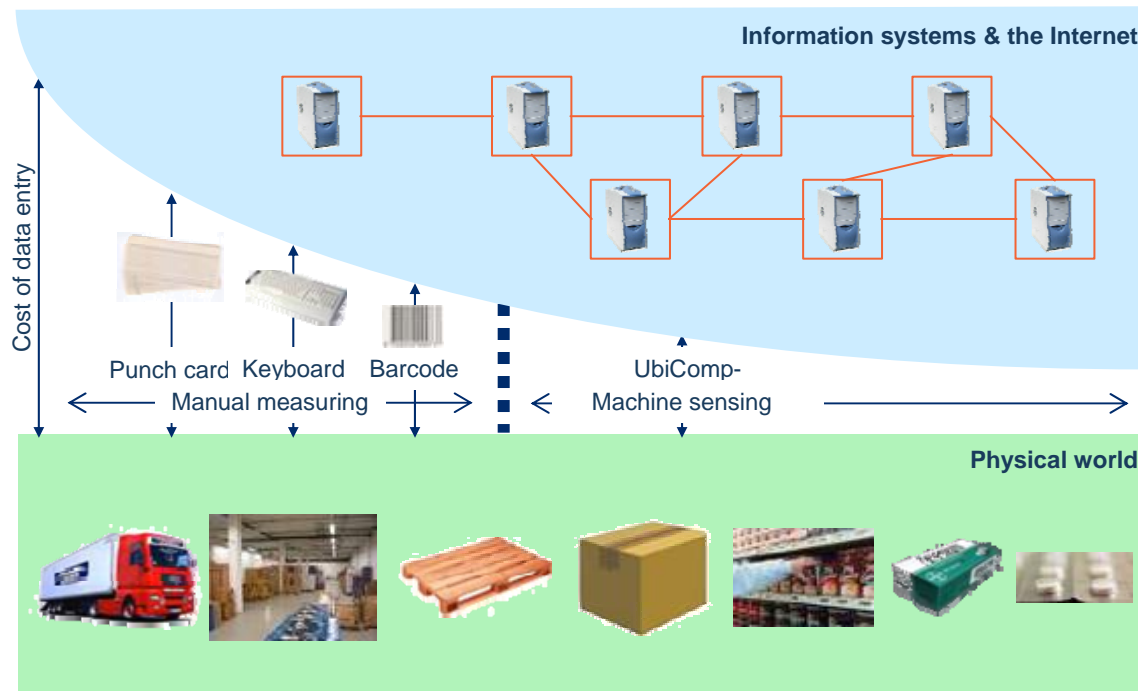 Information systems & the Internet
Cost of data entry
Punch card
Keyboard
Barcode
UbiComp-
Manual measuring
Machine sensing
Physical world